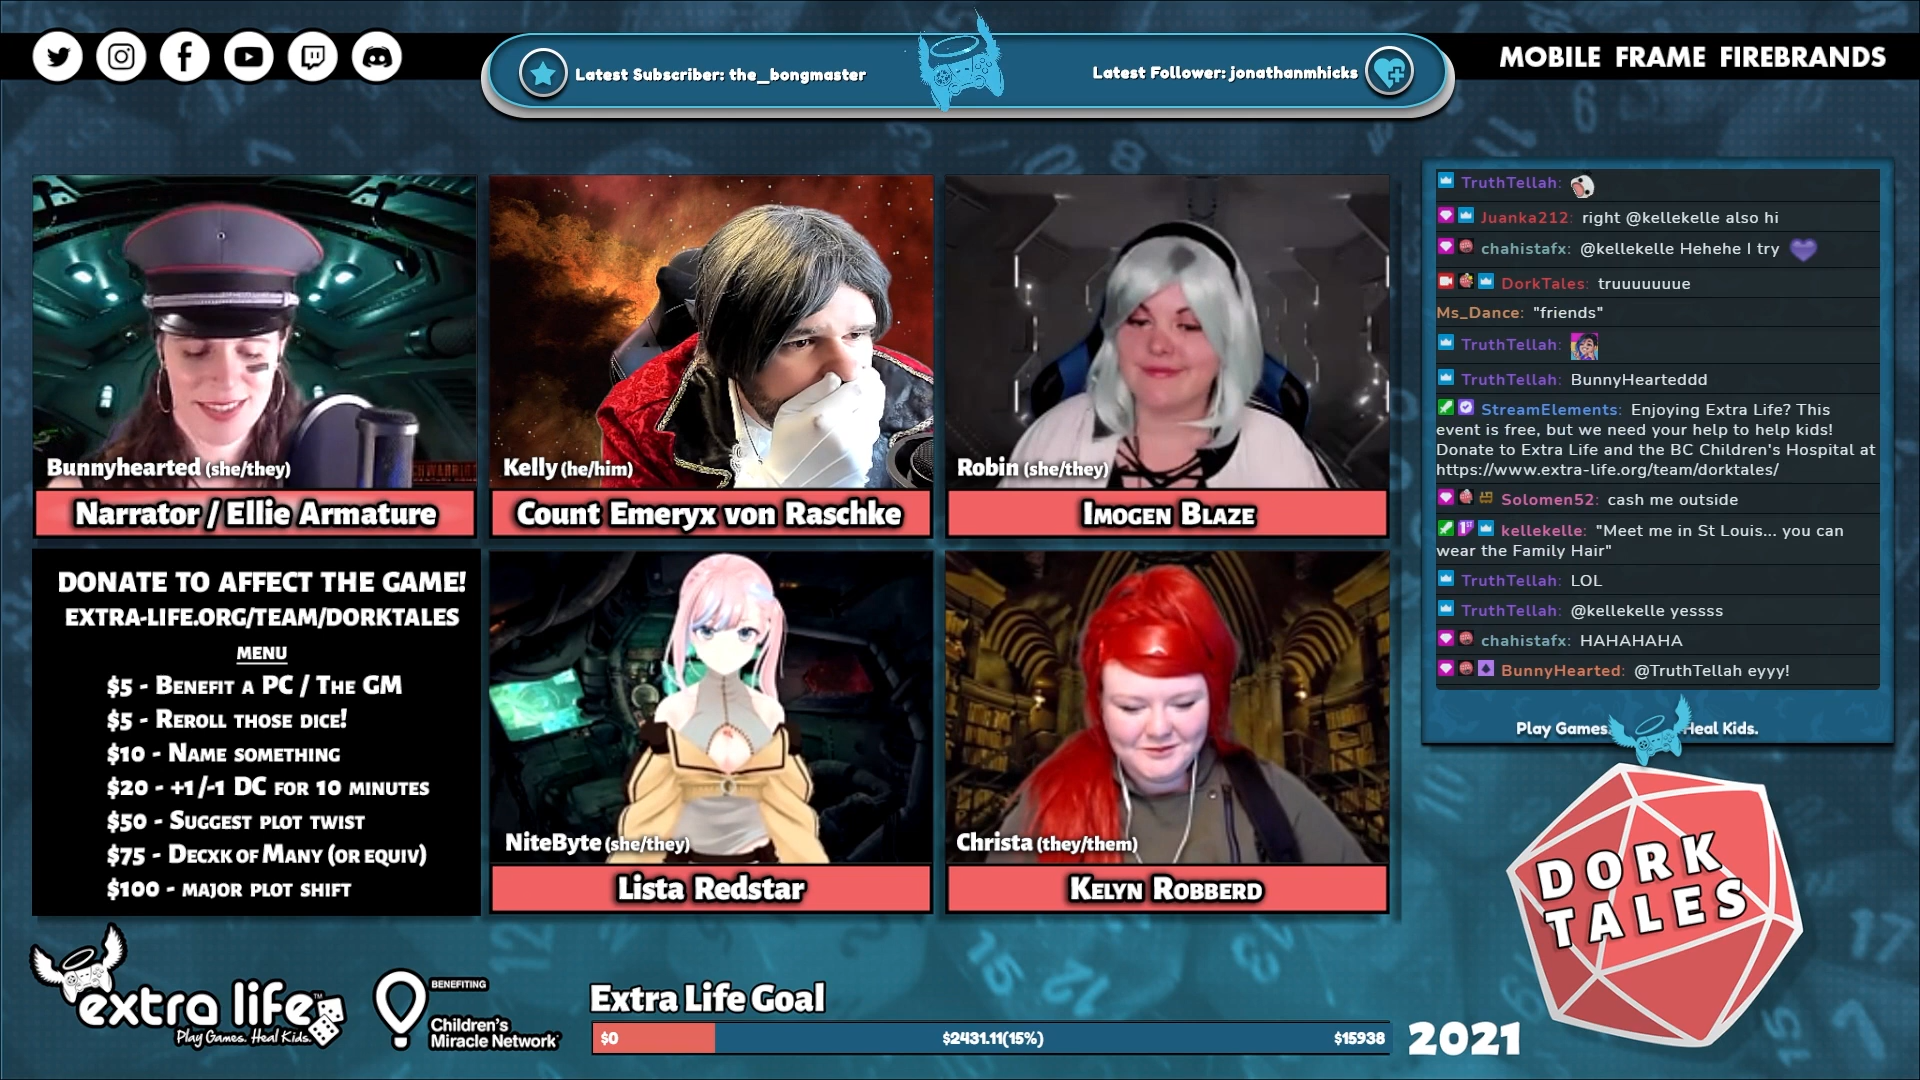 Latest Subscriber: the_bongmaster
Latest Follower: jonathanmhicks
MOBILE FRAME FIREBRANDS
Bunnyhearted (she/they)
Narrator / Ellie Armature
Kelly (he/him)
Count Emeryx von Raschke
Robin (she/they)
Imogen Blaze
DONATE TO AFFECT THE GAME!
EXTRA-LIFE.ORG/TEAM/DORKTALES
MENU
$5 - Benefit a PC / The GM
$5 - Reroll those dice!
$10 - Name something
$20 - +1/-1 DC for 10 minutes
$50 - Suggest plot twist
$75 - Decxk of Many (or equiv)
$100 - major plot shift
NiteByte (she/they)
Lista Redstar
Christa (they/them)
Kelyn Robberd
TruthTellah:
Juanka212: right @kellekelle also hi
chahistafx: @kellekelle Hehehe I try
DorkTales: truuuuuuue
Ms_Dance: "friends"
TruthTellah:
TruthTellah: BunnyHearteddd
StreamElements: Enjoying Extra Life? This
event is free, but we need your help to help kids!
Donate to Extra Life and the BC Children's Hospital at
https://www.extra-life.org/team/dorktales/
Solomen52: cash me outside
kellekelle: "Meet me in St Louis... you can
wear the Family Hair"
TruthTellah: LOL
TruthTellah: @kellekelle yessss
chahistafx: HAHAHAHA
BunnyHearted: @TruthTellah eyyy!
Play Games. Heal Kids.
DORK
TALES
extra life™
Play Games. Heal Kids.
BENEFITING
Children's
Miracle Network
Extra Life Goal
$0
$2431.11(15%)
$15938
2021